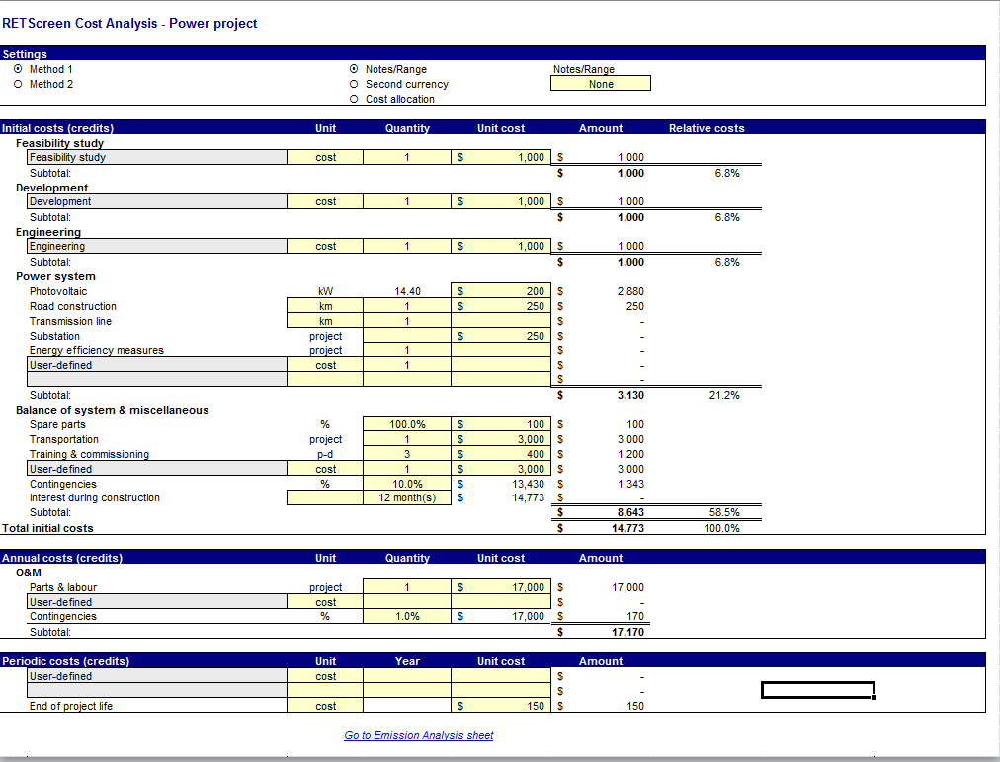 RETScreen Cost Analysis - Power project
Settings
Method 1 Notes/Range Notes/Range
Method 2 Second currency None
Cost allocation
Initial costs (credits) Unit Quantity Unit cost Amount Relative costs
Feasibility study
Feasibility study cost 1 $ 1,000 $ 1,000
Subtotal: $ 1,000 6.8%
Development
Development cost 1 $ 1,000 $ 1,000
Subtotal: $ 1,000 6.8%
Engineering
Engineering cost 1 $ 1,000 $ 1,000
Subtotal: $ 1,000 6.8%
Power system
Photovoltaic kW 14.40 $ 200 $ 2,880
Road construction km 1 $ 250 $ 250
Transmission line km 1 $ -
Substation project $ 250 $ -
Energy efficiency measures project 1 $ -
User-defined cost 1 $ -
$ -
Subtotal: $ 3,130 21.2%
Balance of system & miscellaneous
Spare parts % 100.0% $ 100 $ 100
Transportation project 1 $ 3,000 $ 3,000
Training & commissioning p-d 3 $ 400 $ 1,200
User-defined cost 1 $ 3,000 $ 3,000
Contingencies % 10.0% $ 13,430 $ 1,343
Interest during construction 12 month(s) $ 14,773 $ -
Subtotal: $ 8,643 58.5%
Total initial costs $ 14,773 100.0%
Annual costs (credits) Unit Quantity Unit cost Amount
O&M
Parts & labour project 1 $ 17,000 $ 17,000
User-defined cost $ -
Contingencies % 1.0% $ 17,000 $ 170
Subtotal: $ 17,170
Periodic costs (credits) Unit Year Unit cost Amount
User-defined cost $ -
$ -
End of project life cost $ 150 $ 150
Go to Emission Analysis sheet